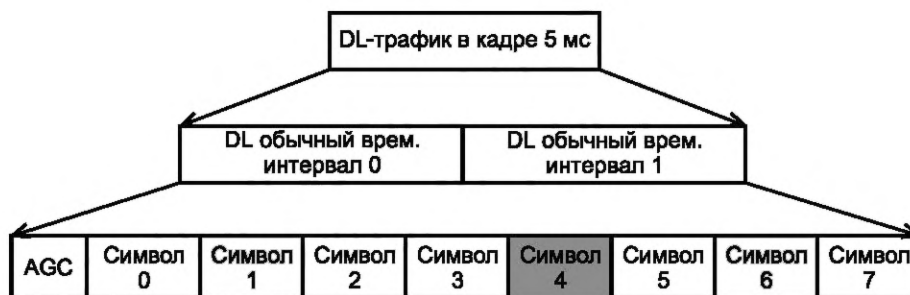 DL-трафик в кадре 5 мс
DL обычный врем.
интервал 0
DL обычный врем.
интервал 1
AGC
Символ
0
Символ
1
Символ
2
Символ
3
Символ
4
Символ
5
Символ
6
Символ
7